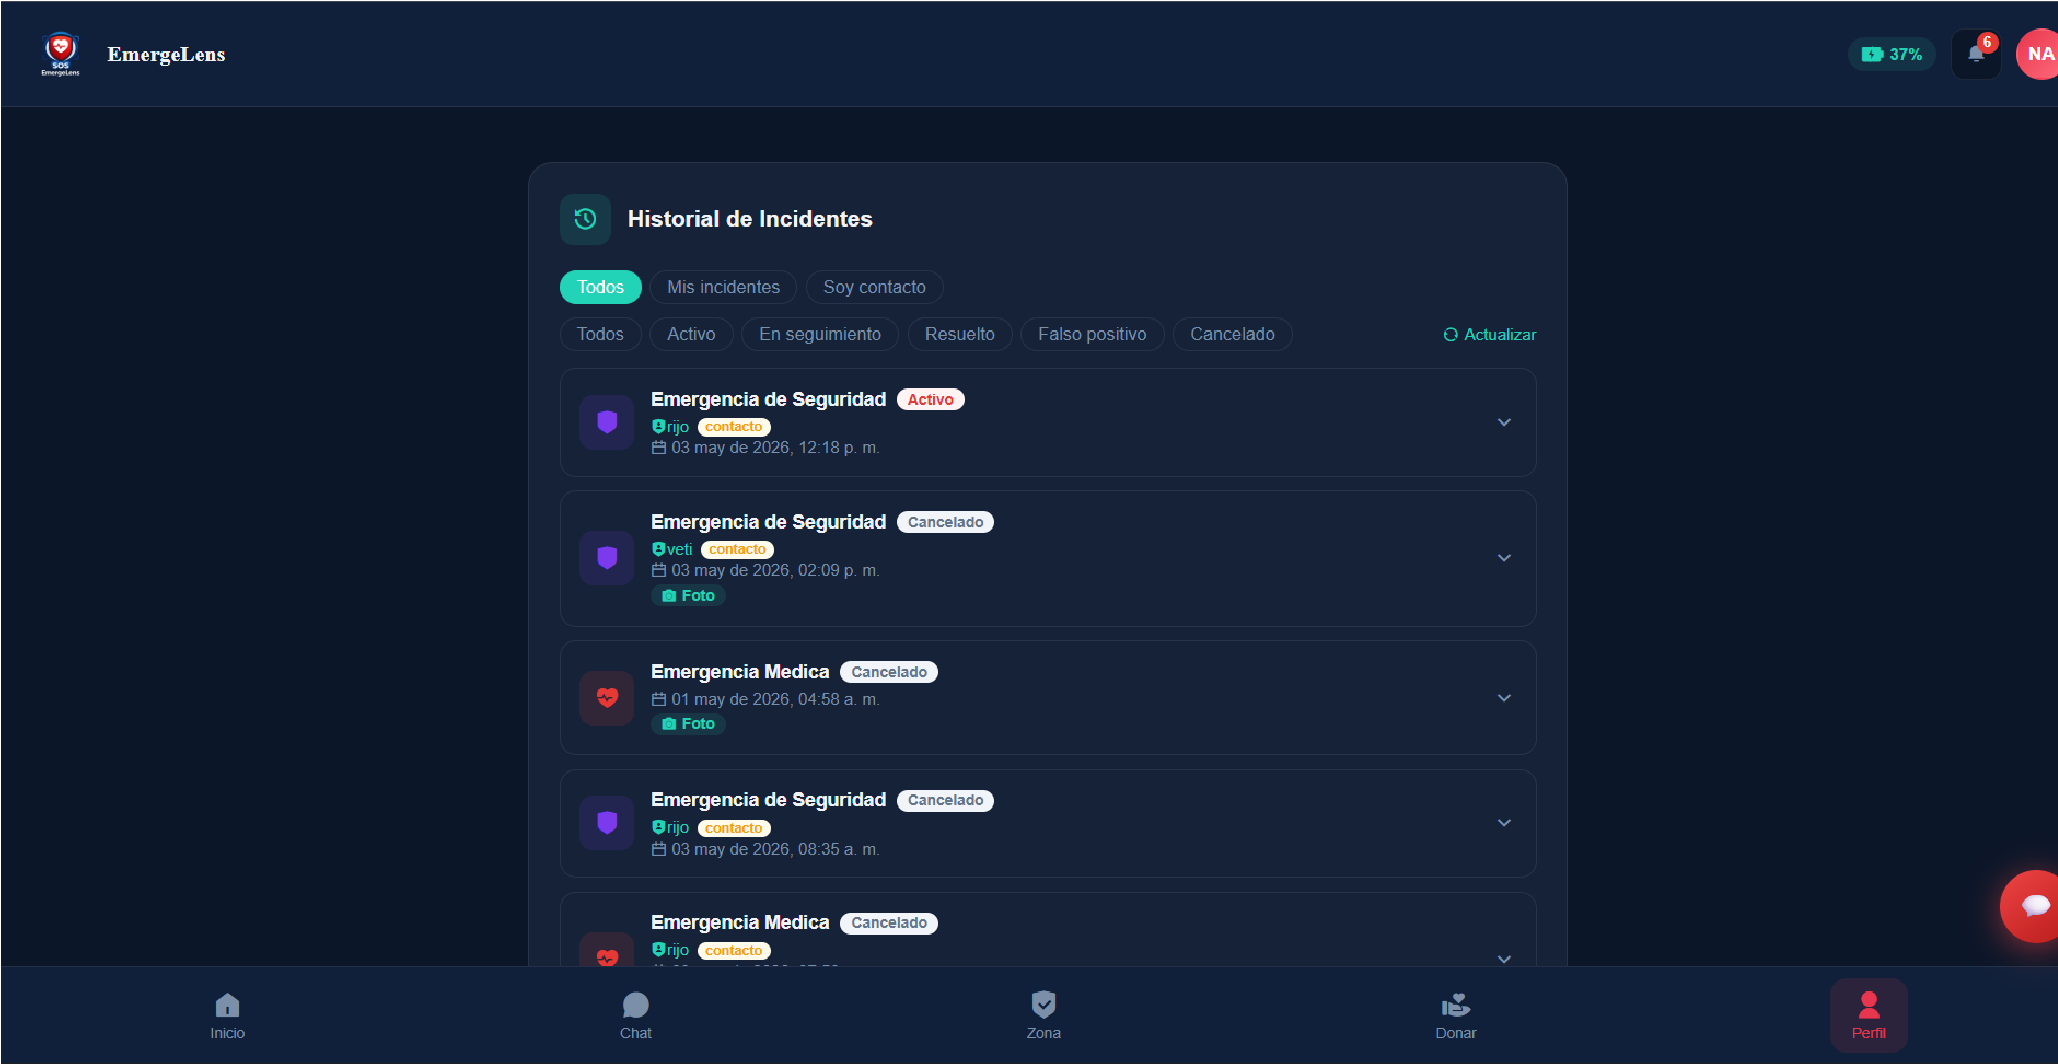 SOS
EmergeLens
EmergeLens
37%
6
NA
Historial de Incidentes
Todos
Mis incidentes
Soy contacto
Todos
Activo
En seguimiento
Resuelto
Falso positivo
Cancelado
Actualizar
Emergencia de Seguridad Activo
rijo contacto
03 may de 2026, 12:18 p. m.
Emergencia de Seguridad Cancelado
veti contacto
03 may de 2026, 02:09 p. m.
Foto
Emergencia Medica Cancelado
01 may de 2026, 04:58 a. m.
Foto
Emergencia de Seguridad Cancelado
rijo contacto
03 may de 2026, 08:35 a. m.
Emergencia Medica Cancelado
rijo contacto
Inicio
Chat
Zona
Donar
Perfil